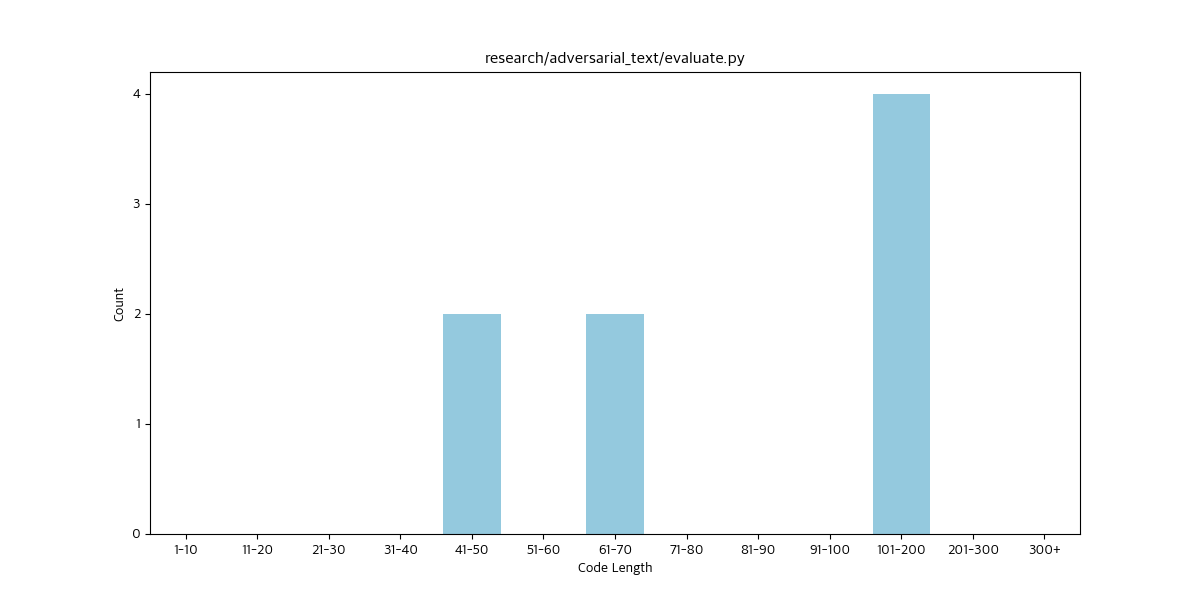 research/adversarial_text/evaluate.py
4
3
2
1
0
Count
1-10 11-20 21-30 31-40 41-50 51-60 61-70 71-80 81-90 91-100 101-200 201-300 300+
Code Length